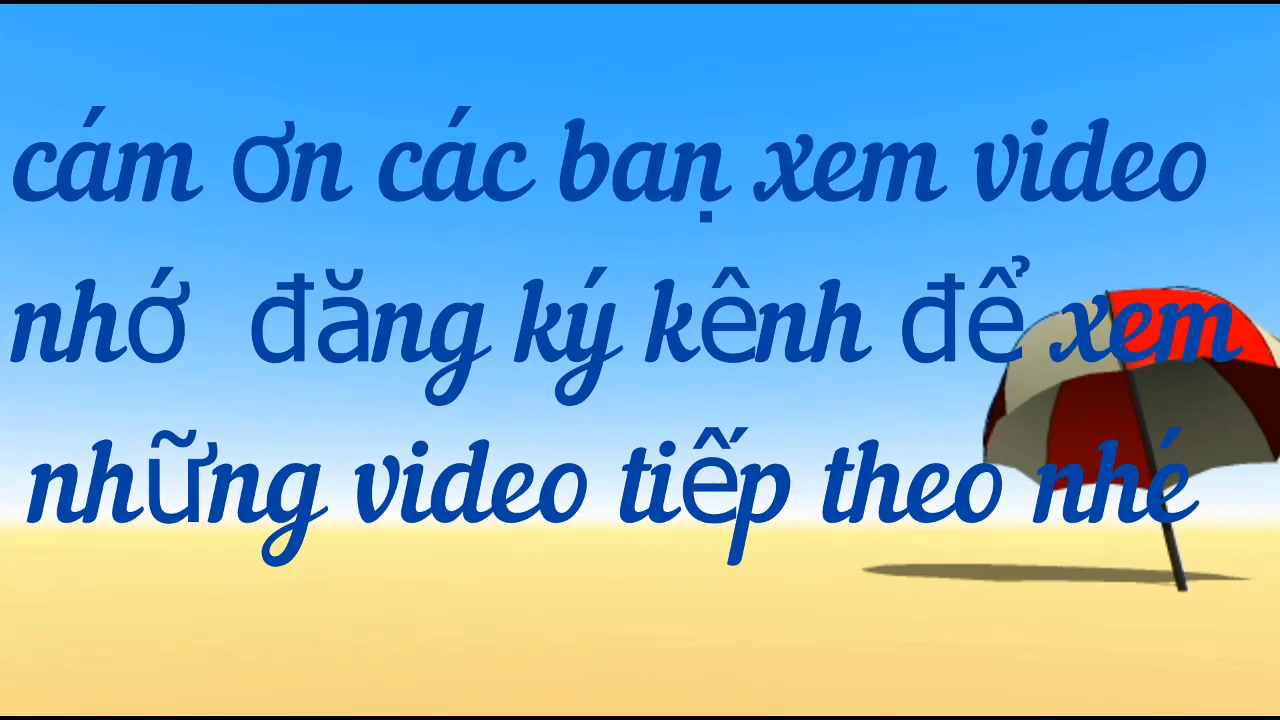 cám ơn các bạn xem video
nhớ đăng ký kênh để xem
những video tiếp theo nhé